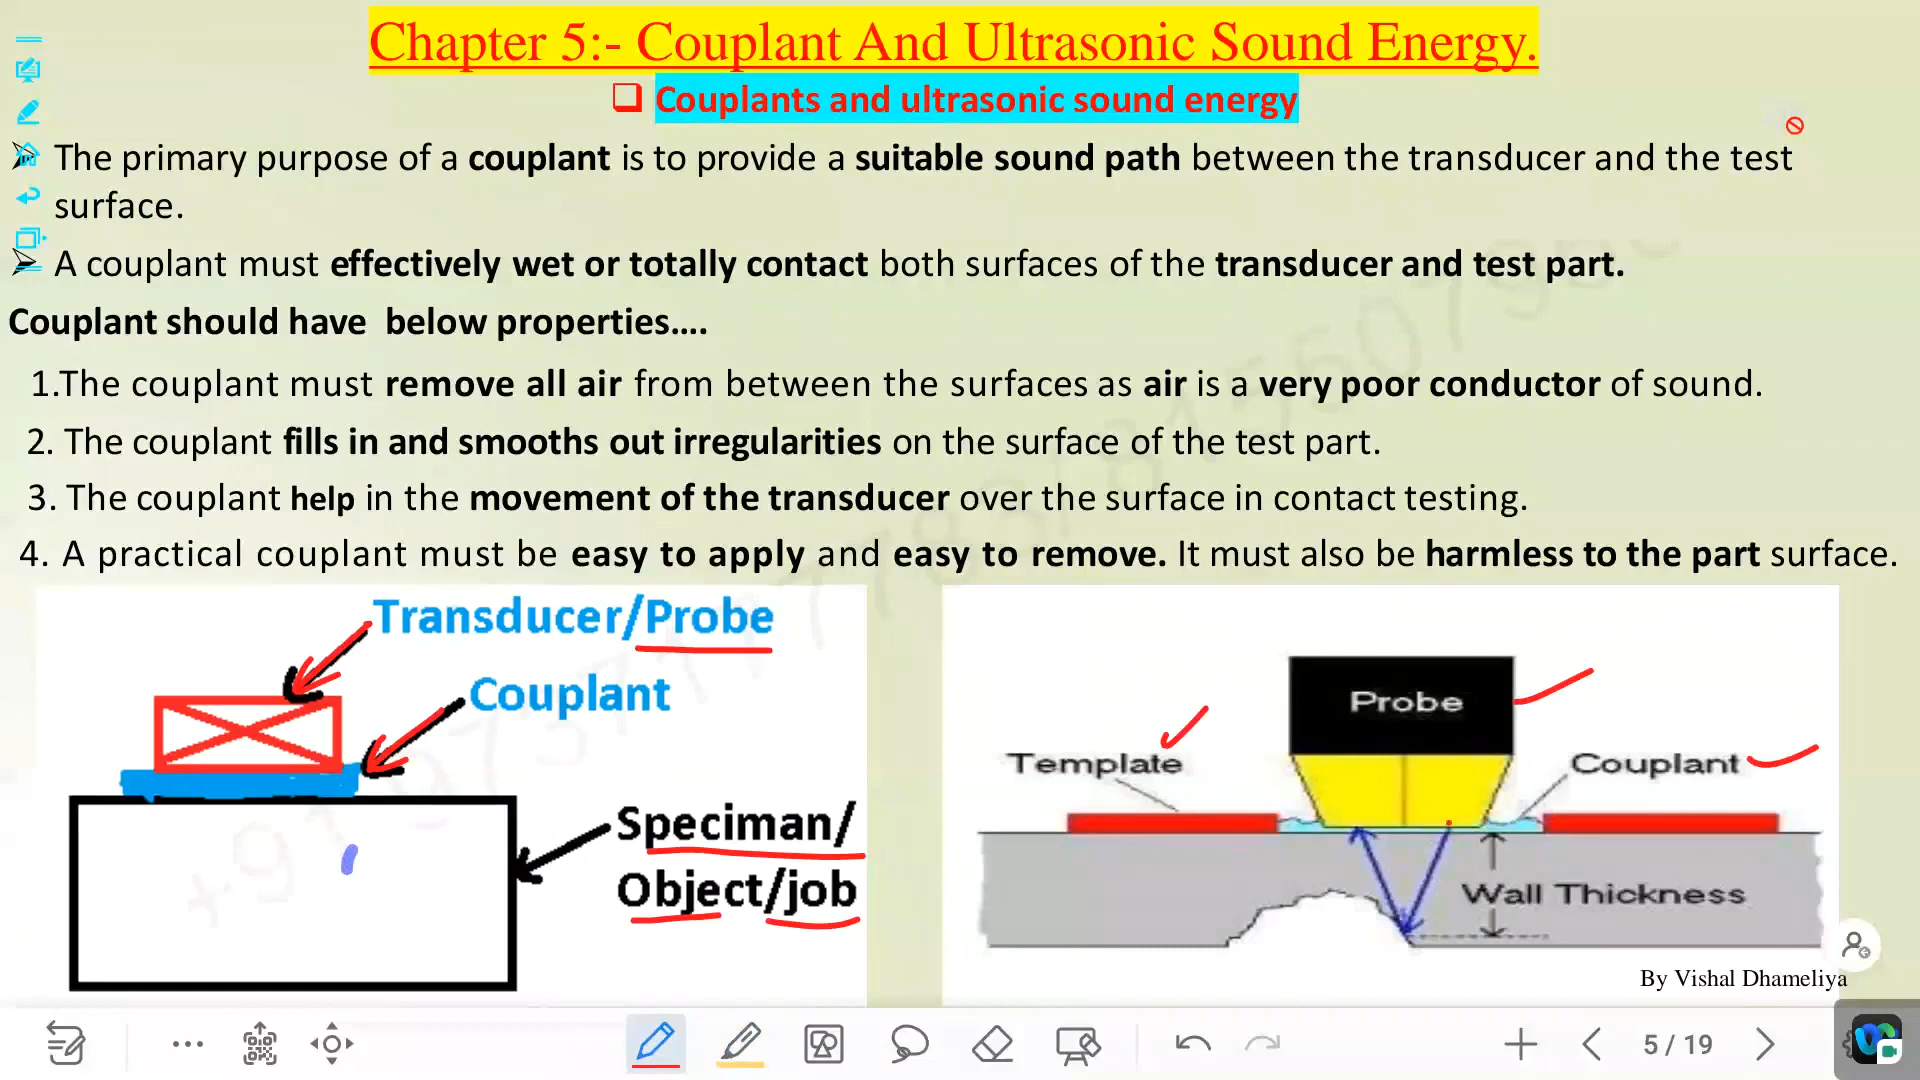 Chapter 5:- Couplant And Ultrasonic Sound Energy.
Couplants and ultrasonic sound energy
The primary purpose of a couplant is to provide a suitable sound path between the transducer and the test
surface.
A couplant must effectively wet or totally contact both surfaces of the transducer and test part.
Couplant should have below properties....
1.The couplant must remove all air from between the surfaces as air is a very poor conductor of sound.
2. The couplant fills in and smooths out irregularities on the surface of the test part.
3. The couplant help in the movement of the transducer over the surface in contact testing.
4. A practical couplant must be easy to apply and easy to remove. It must also be harmless to the part surface.
Transducer/Probe
Couplant
Speciman/
Object/job
Probe
Template
Couplant
Wall Thickness
By Vishal Dhameliya
5 / 19